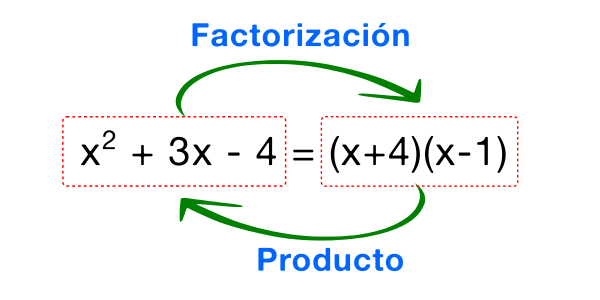 Factorización
x² + 3x - 4 = (x+4)(x-1)
Producto